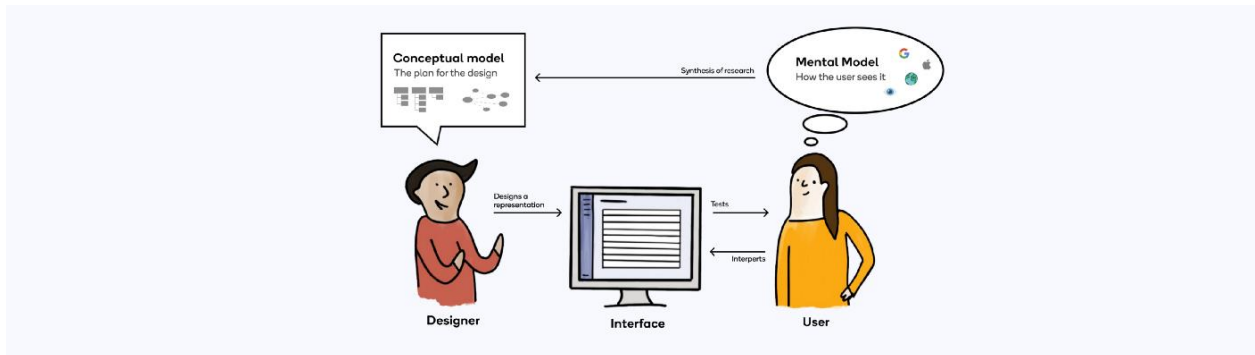 Conceptual model
The plan for the design
Synthesis of research
Mental Model
How the user sees it
Designs a
representation
Tests
Interperts
Designer
Interface
User